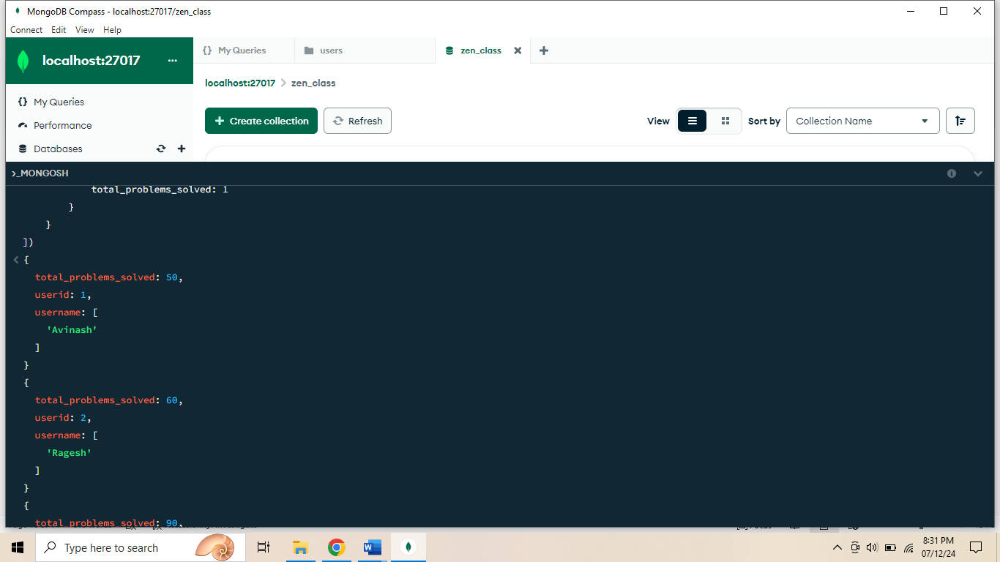 MongoDB Compass - localhost:27017/zen_class
Connect Edit View Help
localhost:27017 ...
{} My Queries
users
zen_class
localhost:27017 > zen_class
My Queries
Performance
Databases
Create collection
Refresh
View
Sort by
Collection Name
>_MONGOSH
total_problems_solved: 1
}
}
])
< {
total_problems_solved: 50,
userid: 1,
username: [
'Avinash'
]
}
{
total_problems_solved: 60,
userid: 2,
username: [
'Ragesh'
]
}
{
total_problems_solved: 90,
Type here to search
8:31 PM
07/12/24